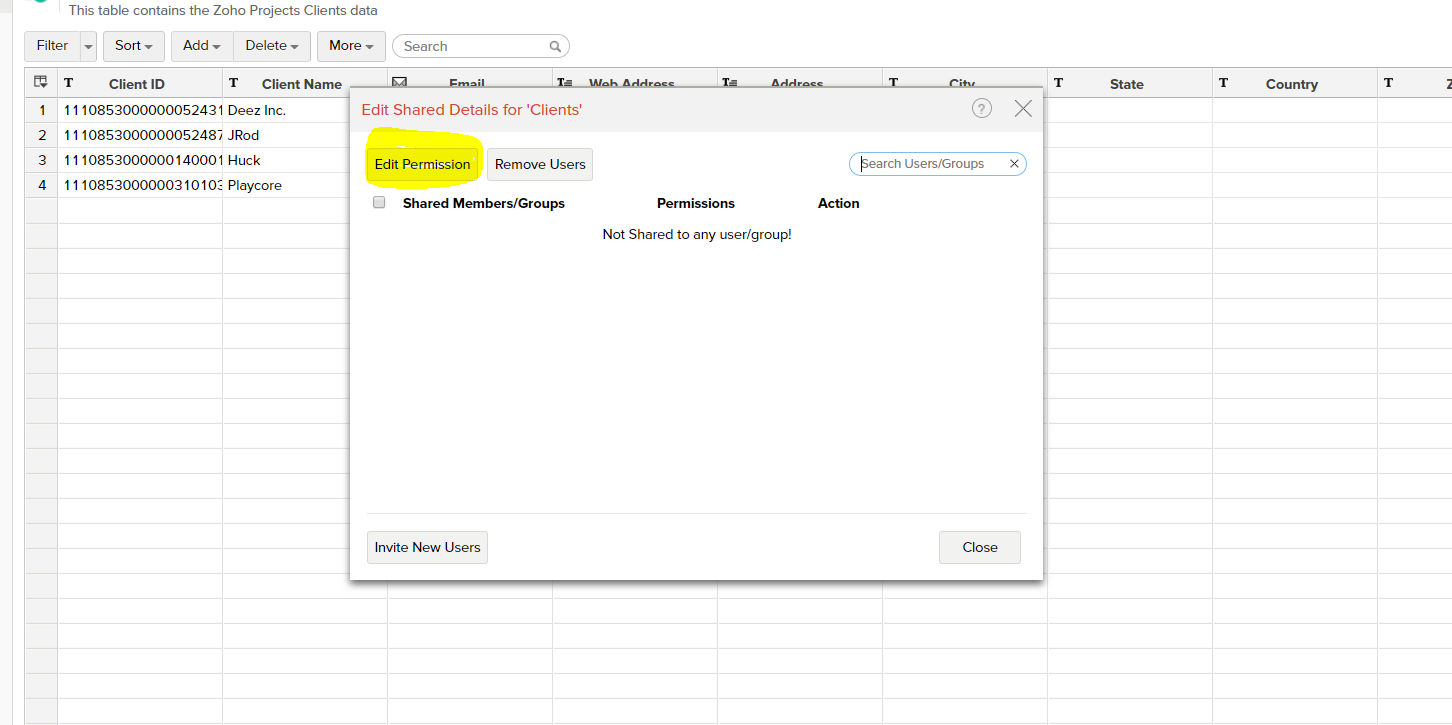 This table contains the Zoho Projects Clients data
Filter Sort Add Delete More Search
T Client ID T Client Name Email T Web Address T Address T City T State T Country T Z
1 1110853000000052431 Deez Inc.
2 1110853000000052487 JRod
3 1110853000000140001 Huck
4 1110853000000310103 Playcore
Edit Shared Details for 'Clients' ?
Edit Permission Remove Users Search Users/Groups
Shared Members/Groups Permissions Action
Not Shared to any user/group!
Invite New Users Close